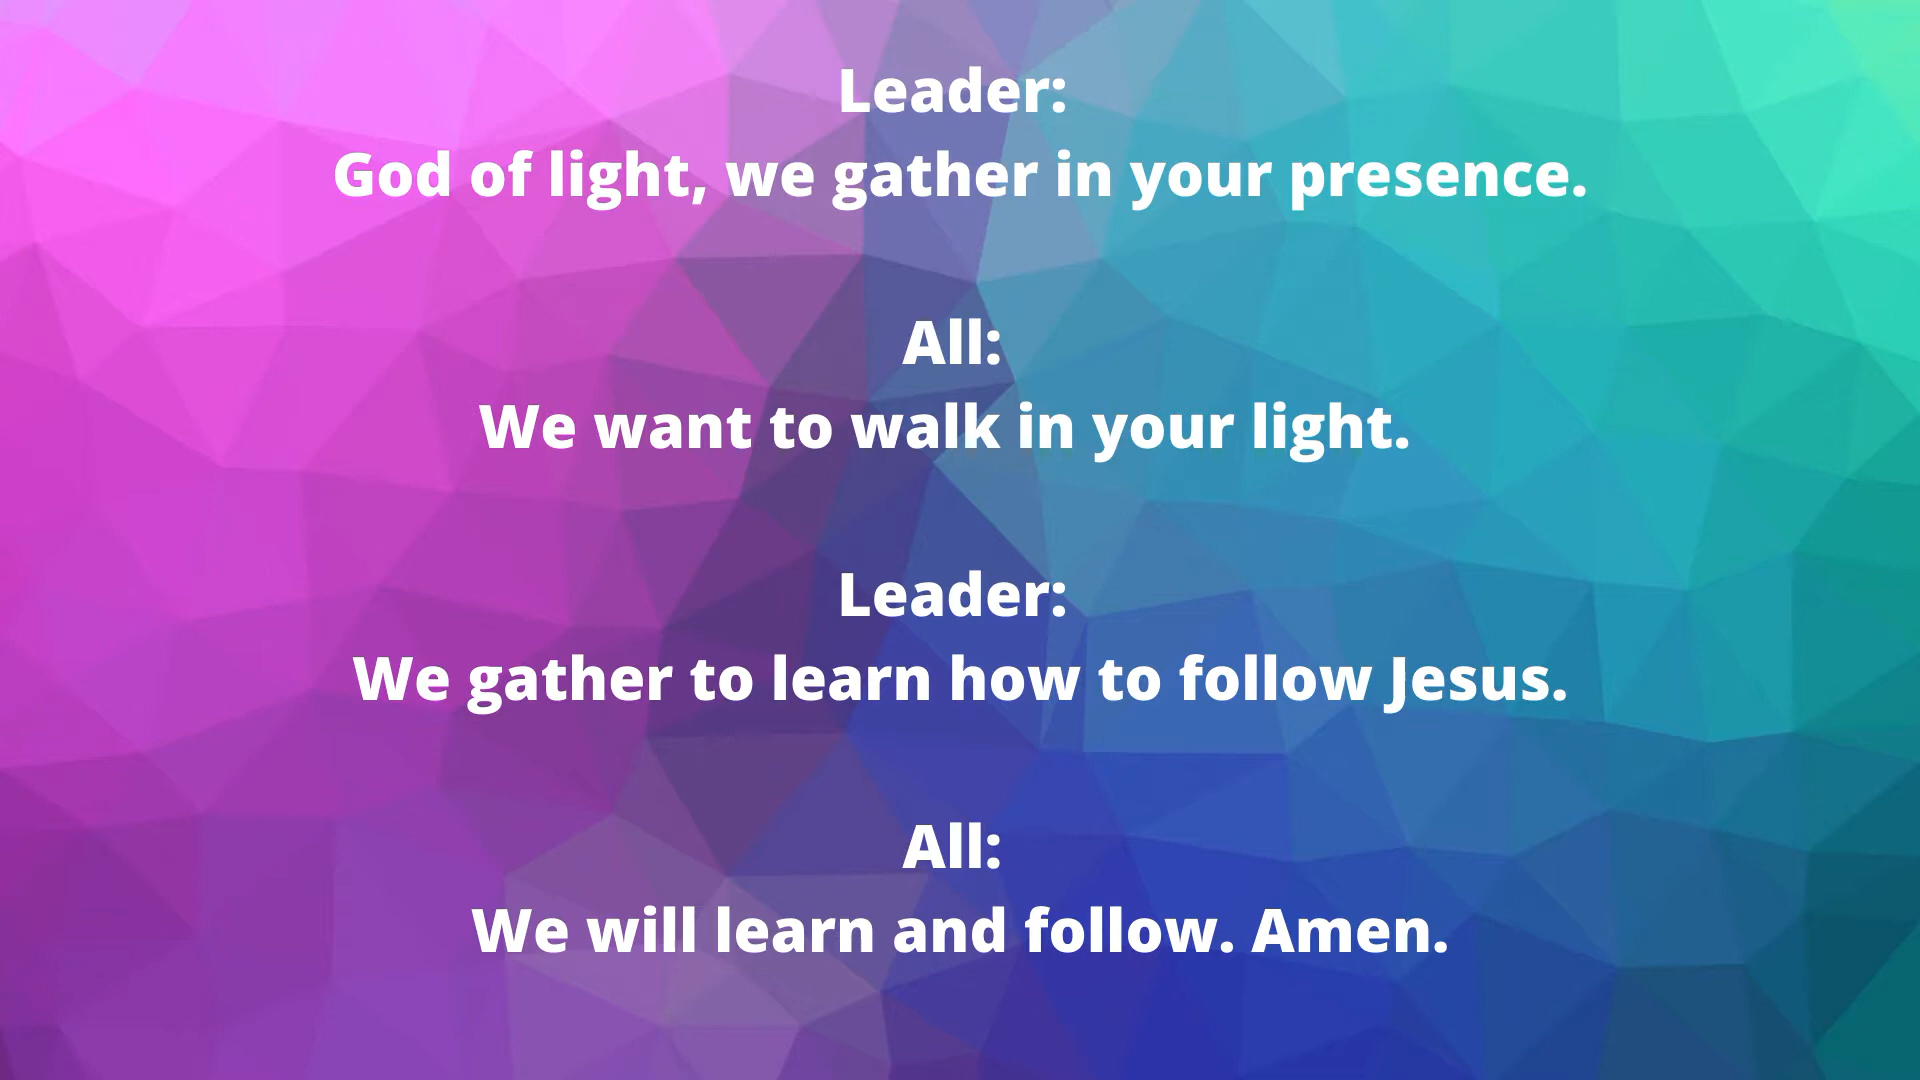 Leader:
God of light, we gather in your presence.
All:
We want to walk in your light.
Leader:
We gather to learn how to follow Jesus.
All:
We will learn and follow. Amen.